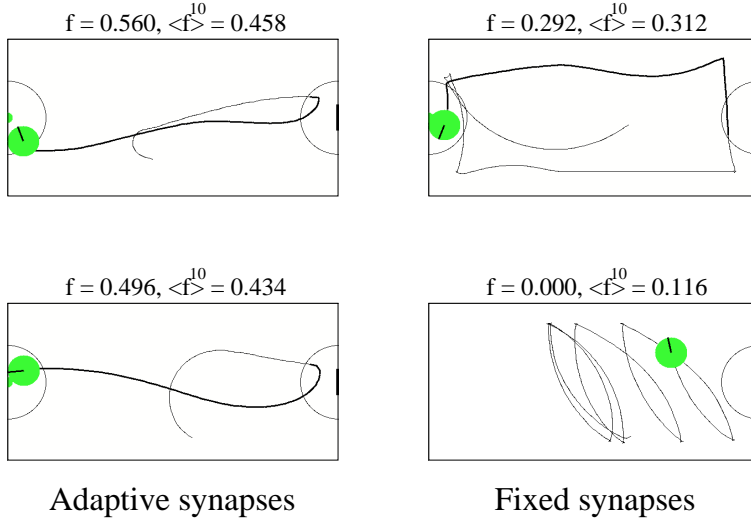 f = 0.560, <f>10 = 0.458
f = 0.292, <f>10 = 0.312
f = 0.496, <f>10 = 0.434
f = 0.000, <f>10 = 0.116
Adaptive synapses
Fixed synapses